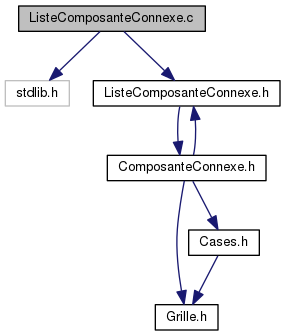 ListeComposanteConnexe.c
stdlib.h
ListeComposanteConnexe.h
ComposanteConnexe.h
Cases.h
Grille.h